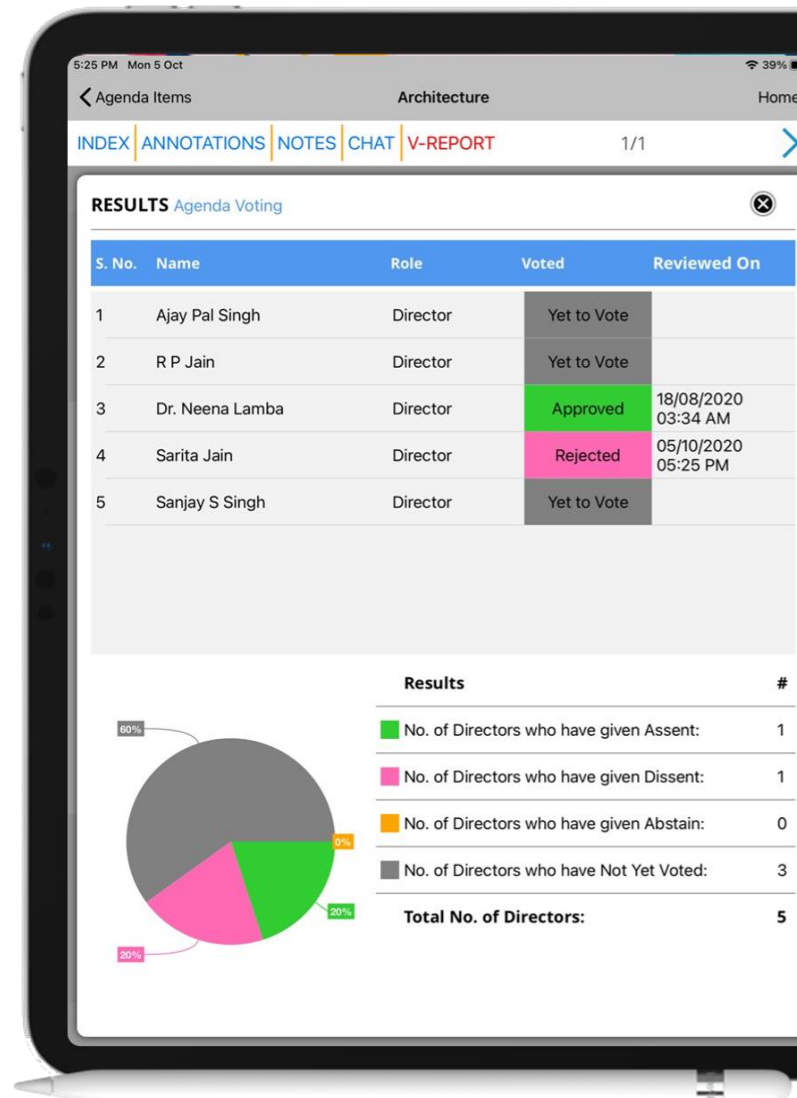 5:25 PM Mon 5 Oct 39%
Agenda Items Architecture Home
INDEX ANNOTATIONS NOTES CHAT V-REPORT 1/1
RESULTS Agenda Voting
S. No. Name Role Voted Reviewed On
1 Ajay Pal Singh Director Yet to Vote
2 R P Jain Director Yet to Vote
3 Dr. Neena Lamba Director Approved 18/08/2020
03:34 AM
4 Sarita Jain Director Rejected 05/10/2020
05:25 PM
5 Sanjay S Singh Director Yet to Vote
Results #
60%
No. of Directors who have given Assent: 1
No. of Directors who have given Dissent: 1
No. of Directors who have given Abstain: 0
0%
No. of Directors who have Not Yet Voted: 3
20%
Total No. of Directors: 5
20%